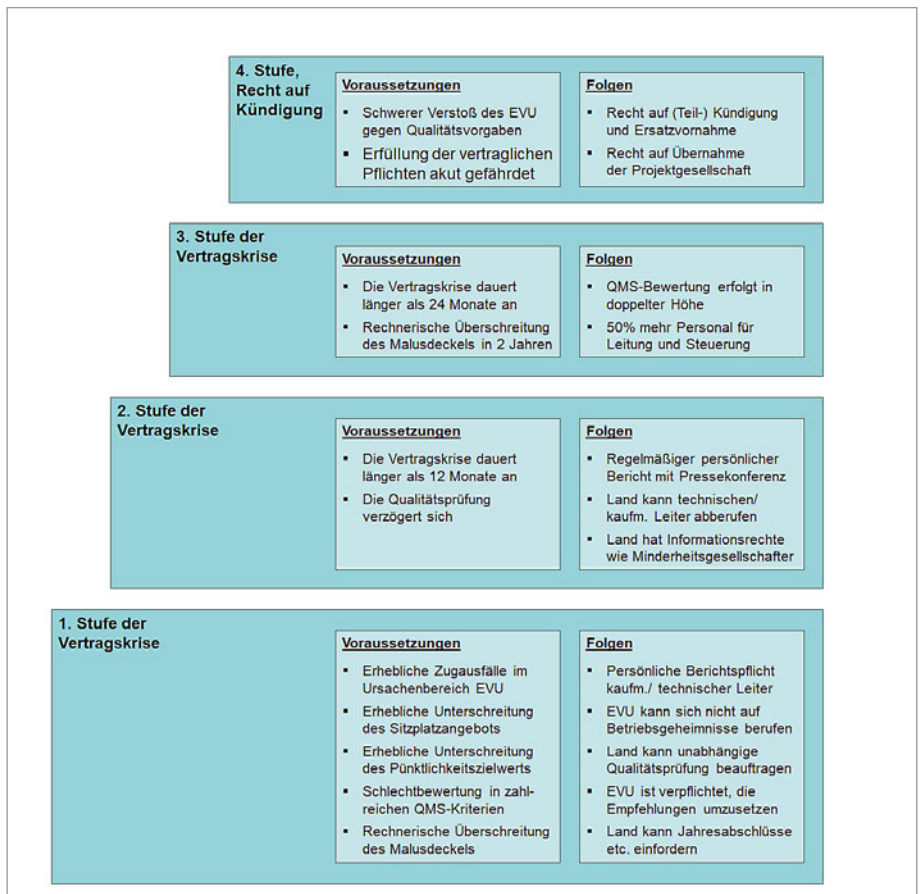 4. Stufe,
Recht auf
Kündigung
Voraussetzungen
▪ Schwerer Verstoß des EVU
gegen Qualitätsvorgaben
▪ Erfüllung der vertraglichen
Pflichten akut gefährdet
Folgen
▪ Recht auf (Teil-) Kündigung
und Ersatzvornahme
▪ Recht auf Übernahme
der Projektgesellschaft
3. Stufe der
Vertragskrise
Voraussetzungen
▪ Die Vertragskrise dauert
länger als 24 Monate an
▪ Rechnerische Überschreitung
des Malusdeckels in 2 Jahren
Folgen
▪ QMS-Bewertung erfolgt in
doppelter Höhe
▪ 50% mehr Personal für
Leitung und Steuerung
2. Stufe der
Vertragskrise
Voraussetzungen
▪ Die Vertragskrise dauert
länger als 12 Monate an
▪ Die Qualitätsprüfung
verzögert sich
Folgen
▪ Regelmäßiger persönlicher
Bericht mit Pressekonferenz
▪ Land kann technischen/
kaufm. Leiter abberufen
▪ Land hat Informationsrechte
wie Minderheitsgesellschafter
1. Stufe der
Vertragskrise
Voraussetzungen
▪ Erhebliche Zugausfälle im
Ursachenbereich EVU
▪ Erhebliche Unterschreitung
des Sitzplatzangebots
▪ Erhebliche Unterschreitung
des Pünktlichkeitszielwerts
▪ Schlechtbewertung in zahl-
reichen QMS-Kriterien
▪ Rechnerische Überschreitung
des Malusdeckels
Folgen
▪ Persönliche Berichtspflicht
kaufm./ technischer Leiter
▪ EVU kann sich nicht auf
Betriebsgeheimnisse berufen
▪ Land kann unabhängige
Qualitätsprüfung beauftragen
▪ EVU ist verpflichtet, die
Empfehlungen umzusetzen
▪ Land kann Jahresabschlüsse
etc. einfordern